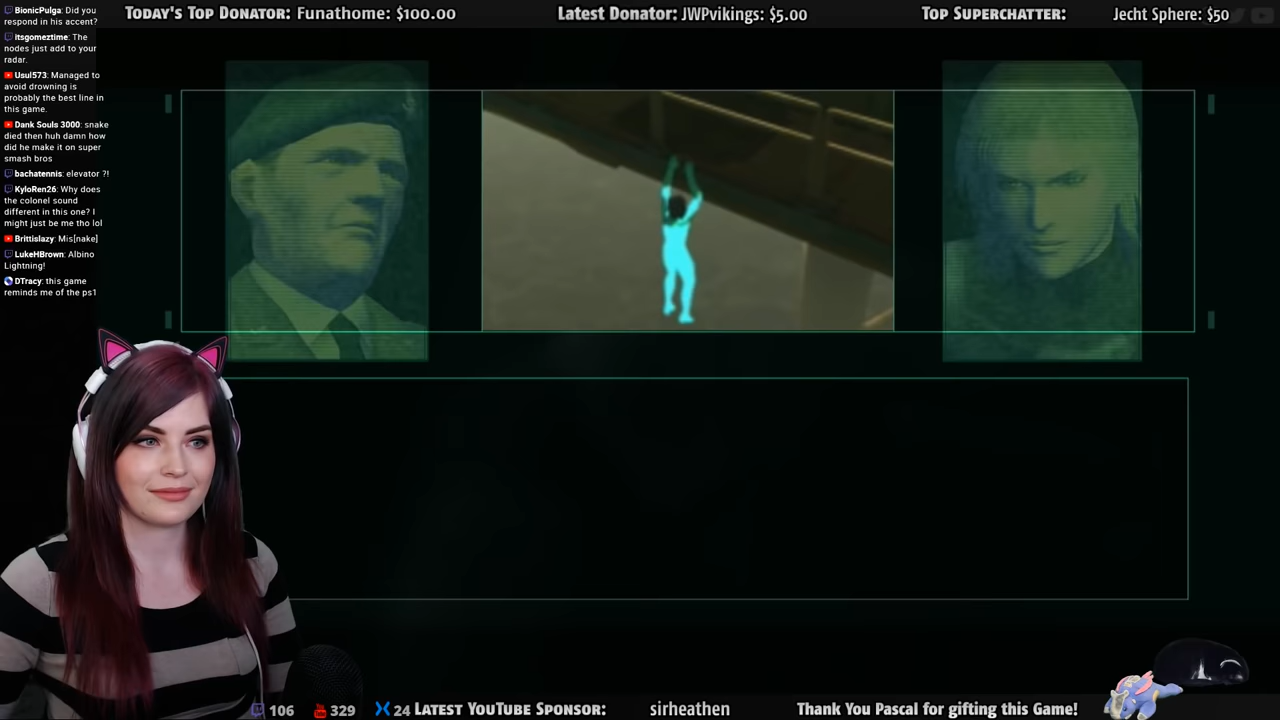 TODAY'S TOP DONATOR: Funathome: $100.00
LATEST DONATOR: JWPvikings: $5.00
TOP SUPERCHATTER: Jecht Sphere: $50
BionicPulga: Did you
respond in his accent?
itsgomeztime: The
nodes just add to your
radar.
Usul573: Managed to
avoid drowning is
probably the best line in
this game.
Dank Souls 3000: snake
died then huh damn how
did he make it on super
smash bros
bachatennis: elevator ?!
KyloRen26: Why does
the colonel sound
different in this one? I
might just be me tho lol
Brittislazy: Mis[nake]
LukeHBrown: Albino
Lightning!
DTracy: this game
reminds me of the ps1
106 329 24 LATEST YOUTUBE SPONSOR: sirheathen Thank You Pascal for gifting this Game!